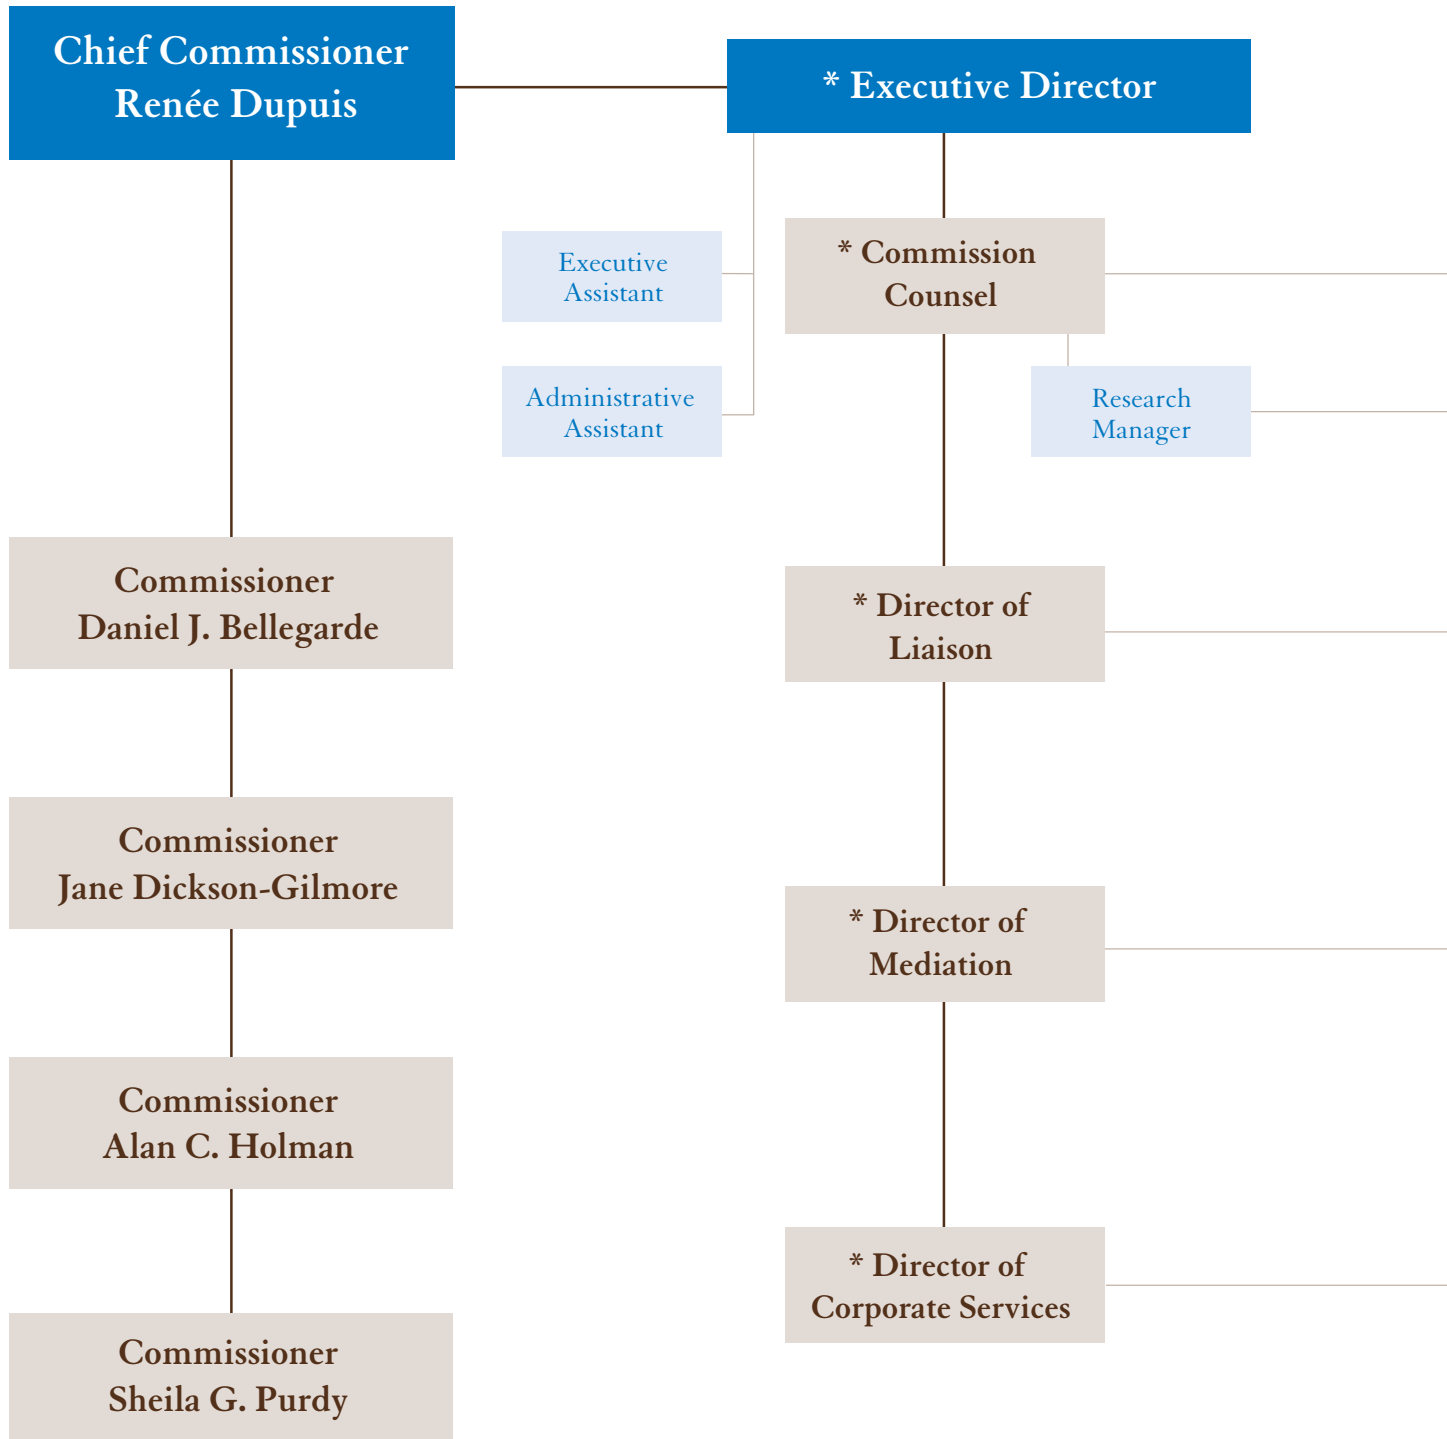 Chief Commissioner
Renée Dupuis
* Executive Director
Executive
Assistant
* Commission
Counsel
Administrative
Assistant
Research
Manager
Commissioner
Daniel J. Bellegarde
* Director of
Liaison
Commissioner
Jane Dickson-Gilmore
* Director of
Mediation
Commissioner
Alan C. Holman
* Director of
Corporate Services
Commissioner
Sheila G. Purdy